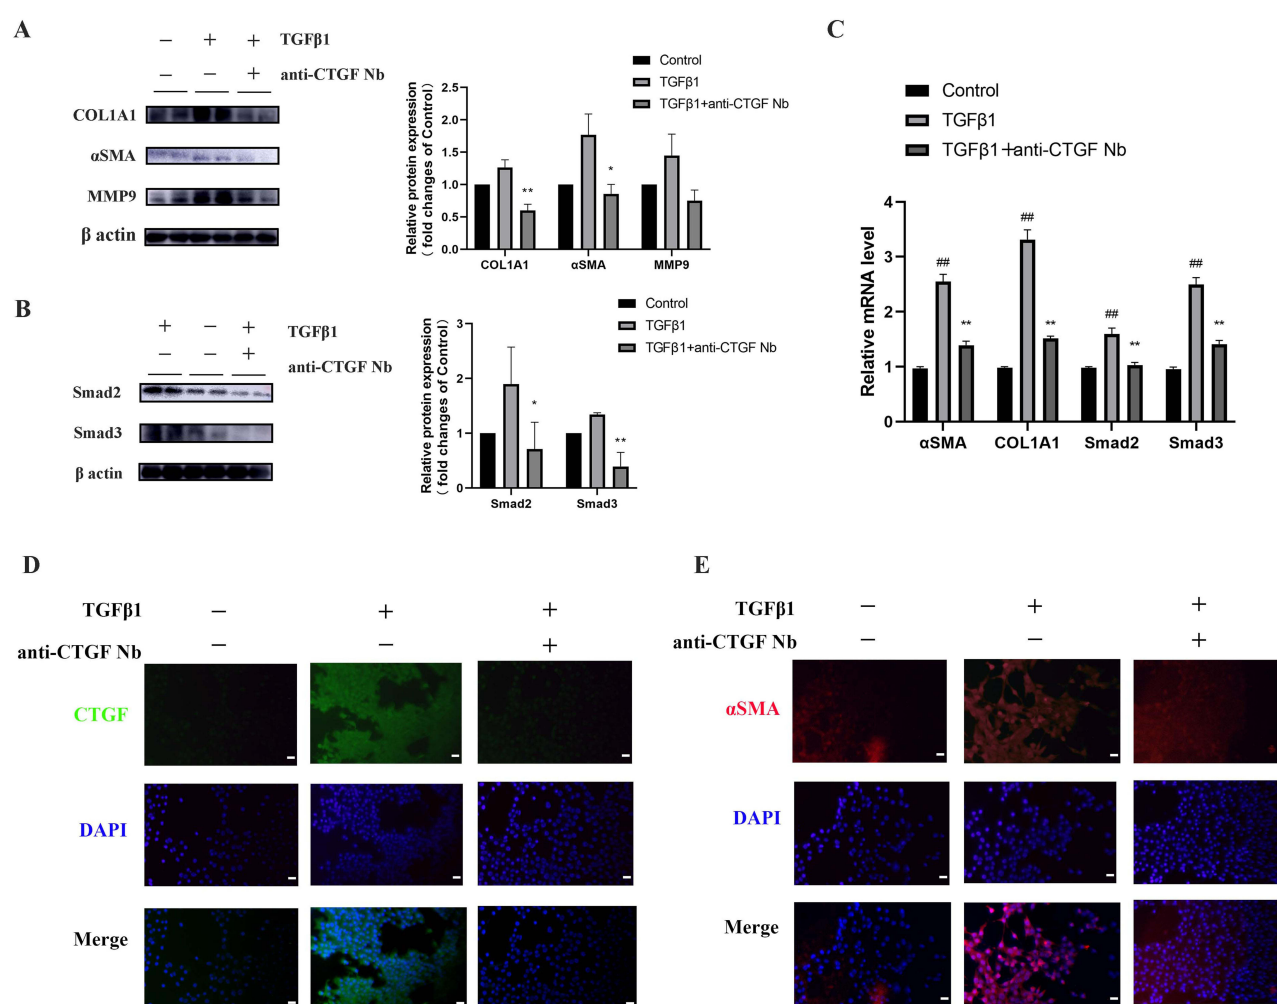 A
− + + TGFβ1
− − + anti-CTGF Nb
COL1A1
αSMA
MMP9
β actin
Control
TGFβ1
TGFβ1+anti-CTGF Nb
Relative protein expression
( fold changes of Control)
2.5
2.0
1.5
1.0
0.5
0.0
**
*
COL1A1 αSMA MMP9
B
+ − + TGFβ1
− − + anti-CTGF Nb
Smad2
Smad3
β actin
Control
TGFβ1
TGFβ1+anti-CTGF Nb
Relative protein expression
( fold changes of Control)
3
2
1
0
*
**
Smad2 Smad3
C
Control
TGFβ1
TGFβ1+anti-CTGF Nb
Relative mRNA level
4
3
2
1
0
## ** ## ** ## ** ## **
αSMA COL1A1 Smad2 Smad3
D
TGFβ1 − + +
anti-CTGF Nb − − +
CTGF
DAPI
Merge
E
TGFβ1 − + +
anti-CTGF Nb − − +
αSMA
DAPI
Merge